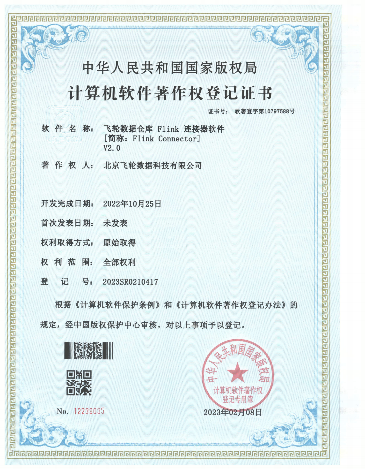 中华人民共和国国家版权局
计算机软件著作权登记证书
证书号： 软著登字第10797588号
软件名称： 飞轮数据仓库 Flink 连接器软件
[简称：Flink Connector]
V2.0
著作权人： 北京飞轮数据科技有限公司
开发完成日期： 2022年10月25日
首次发表日期： 未发表
权利取得方式： 原始取得
权利范围： 全部权利
登记号： 2023SR0210417
根据《计算机软件保护条例》和《计算机软件著作权登记办法》的
规定，经中国版权保护中心审核，对以上事项予以登记。
中华人民共和国国家版权局
计算机软件著作权
登记专用章
No.
2023年02月08日